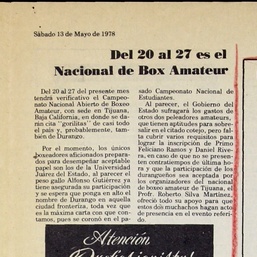 Sábado 13 de Mayo de 1978
Del 20 al 27 es el
Nacional de Box Amateur
Del 20 al 27 del presente mes
tendrá verificativo el Campeo-
nato Nacional Abierto de Boxeo
Amateur, con sede en Tijuana,
Baja California, en donde se da-
rán cita "gorilitas" de casi todo
el país y, probablemente, tam-
bién de Durango.
Por el momento, los únicos
boxeadores aficionados prepara-
dos para desempeñar aceptable
papel son los de la Universidad
Juárez del Estado, al parecer el
paso gallo Alfonso Gutiérrez ya
tiene asegurada su participación
y se espera que ponga en alto el
nombre de Durango en aquella
ciudad fronteriza, toda vez que
es la máxima carta con que con-
tamos, pues se coronó en el pa-
sado Campeonato Nacional de
Estudiantes.
Al parecer, el Gobierno del
Estado sufragará los gastos de
otros dos peleadores amateurs,
que tienen aptitudes para sobre-
salir en el citado cotejo, pero fal-
ta cubrir varios requisitos para
lograr la inscripción de Primo
Feliciano Ramos y Daniel Rive-
ra, en caso de que no se presen-
ten contratiempos de última ho-
ra y que la participación de los
duranguenses sea aceptada por
los organizadores del nacional de
boxeo amateur de Tijuana, el
Prof. Roberto Silva Martínez,
ofreció todo su apoyo para que
estos dos muchachos hagan acto
de presencia en el evento referi-
do.
Atención